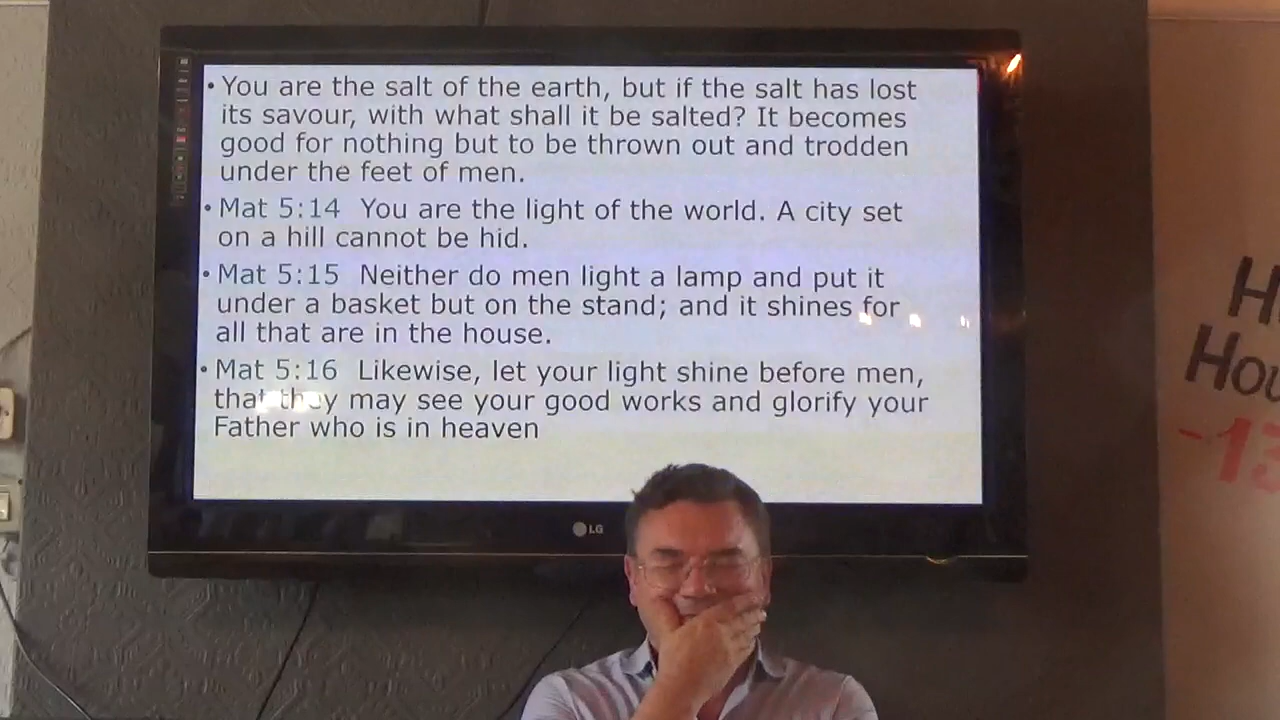 • You are the salt of the earth, but if the salt has lost
its savour, with what shall it be salted? It becomes
good for nothing but to be thrown out and trodden
under the feet of men.
• Mat 5:14 You are the light of the world. A city set
on a hill cannot be hid.
• Mat 5:15 Neither do men light a lamp and put it
under a basket but on the stand; and it shines for
all that are in the house.
• Mat 5:16 Likewise, let your light shine before men,
that they may see your good works and glorify your
Father who is in heaven
LG